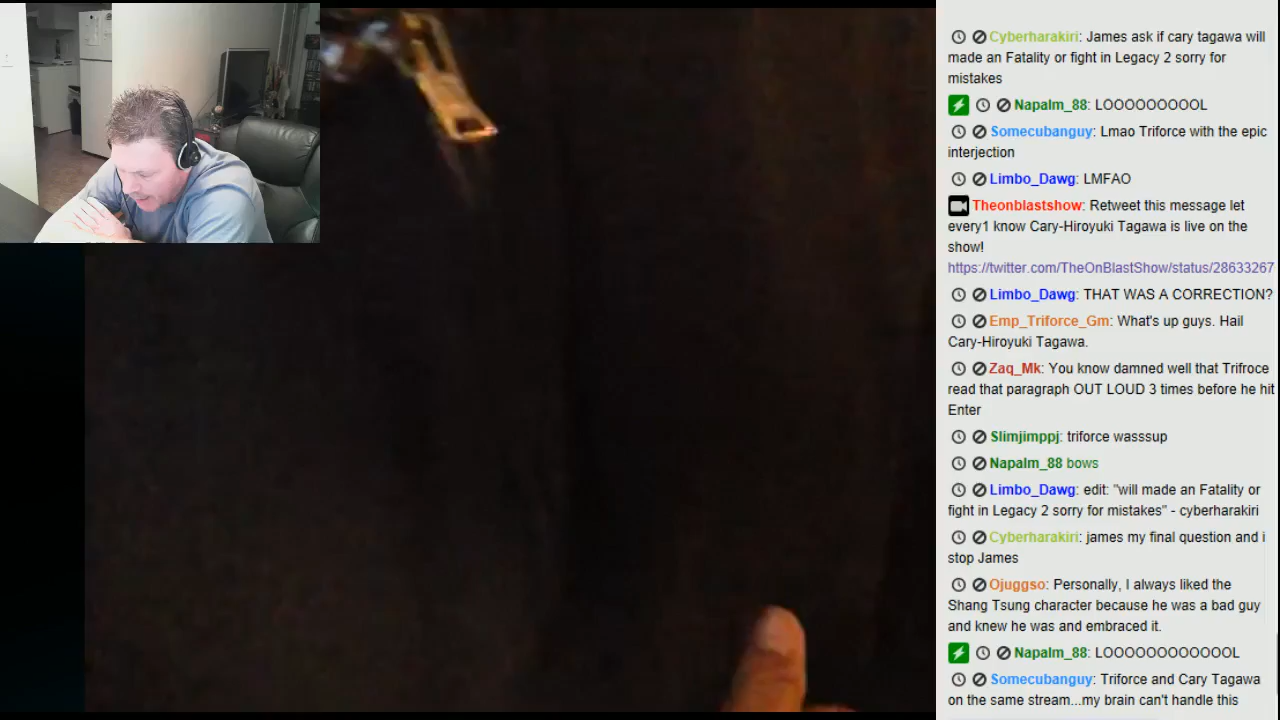 Cyberharakiri: James ask if cary tagawa will
made an Fatality or fight in Legacy 2 sorry for
mistakes
Napalm_88: LOOOOOOOOOL
Somecubanguy: Lmao Triforce with the epic
interjection
Limbo_Dawg: LMFAO
Theonblastshow: Retweet this message let
every1 know Cary-Hiroyuki Tagawa is live on the
show!
https://twitter.com/TheOnBlastShow/status/28633267
Limbo_Dawg: THAT WAS A CORRECTION?
Emp_Triforce_Gm: What's up guys. Hail
Cary-Hiroyuki Tagawa.
Zaq_Mk: You know damned well that Trifroce
read that paragraph OUT LOUD 3 times before he hit
Enter
Slimjimppj: triforce wasssup
Napalm_88 bows
Limbo_Dawg: edit: "will made an Fatality or
fight in Legacy 2 sorry for mistakes" - cyberharakiri
Cyberharakiri: james my final question and i
stop James
Ojuggso: Personally, I always liked the
Shang Tsung character because he was a bad guy
and knew he was and embraced it.
Napalm_88: LOOOOOOOOOOOOL
Somecubanguy: Triforce and Cary Tagawa
on the same stream...my brain can't handle this